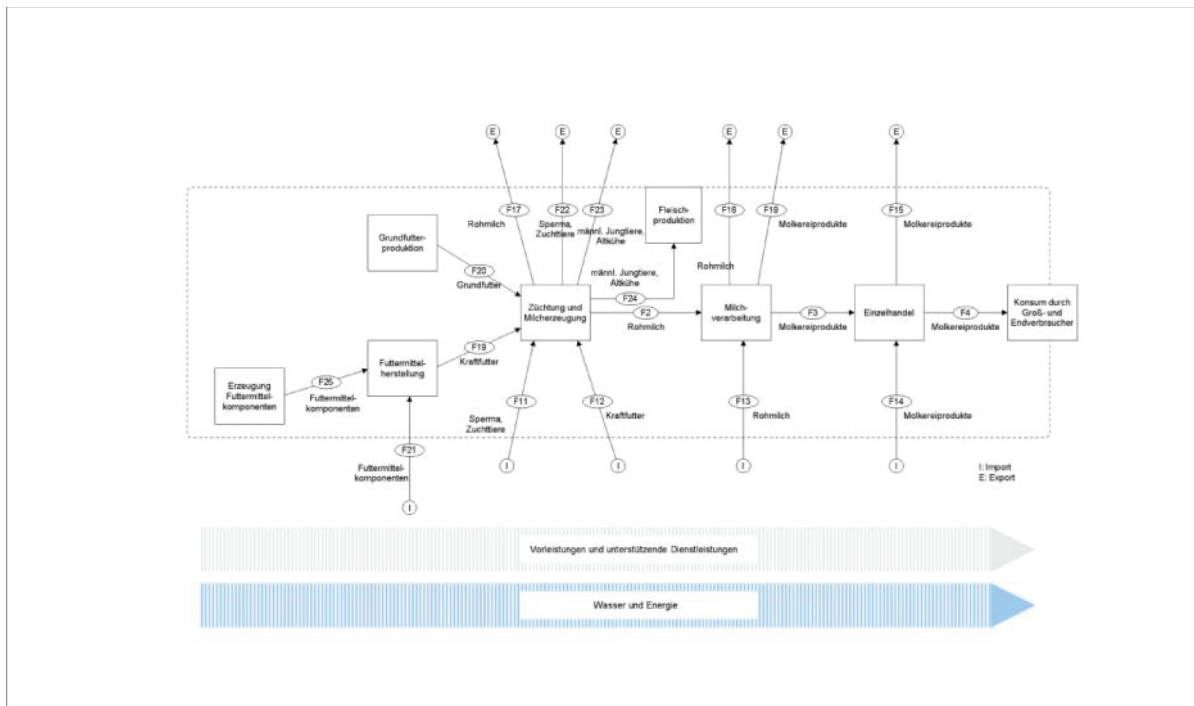 E
E
E
E
E
E
F17
Rohmilch
F22
Sperma,
Zuchttiere
F23
männl. Jungtiere,
Altkühe
Fleisch-
produktion
F16
Rohmilch
F18
Molkereiprodukte
F15
Molkereiprodukte
Grundfutter-
produktion
F20
Grundfutter
männl. Jungtiere,
Altkühe
F24
Züchtung und
Milcherzeugung
F2
Rohmilch
Milch-
verarbeitung
F3
Molkereiprodukte
Einzelhandel
F4
Molkereiprodukte
Konsum durch
Groß- und
Endverbraucher
F19
Kraftfutter
Futtermittel-
herstellung
Erzeugung
Futtermittel-
komponenten
Futtermittel-
komponenten
F11
Sperma,
Zuchttiere
F12
Kraftfutter
F13
Rohmilch
F14
Molkereiprodukte
F21
Futtermittel-
komponenten
I
I
I
I
I
I: Import
E: Export
Vorleistungen und unterstützende Dienstleistungen
Wasser und Energie